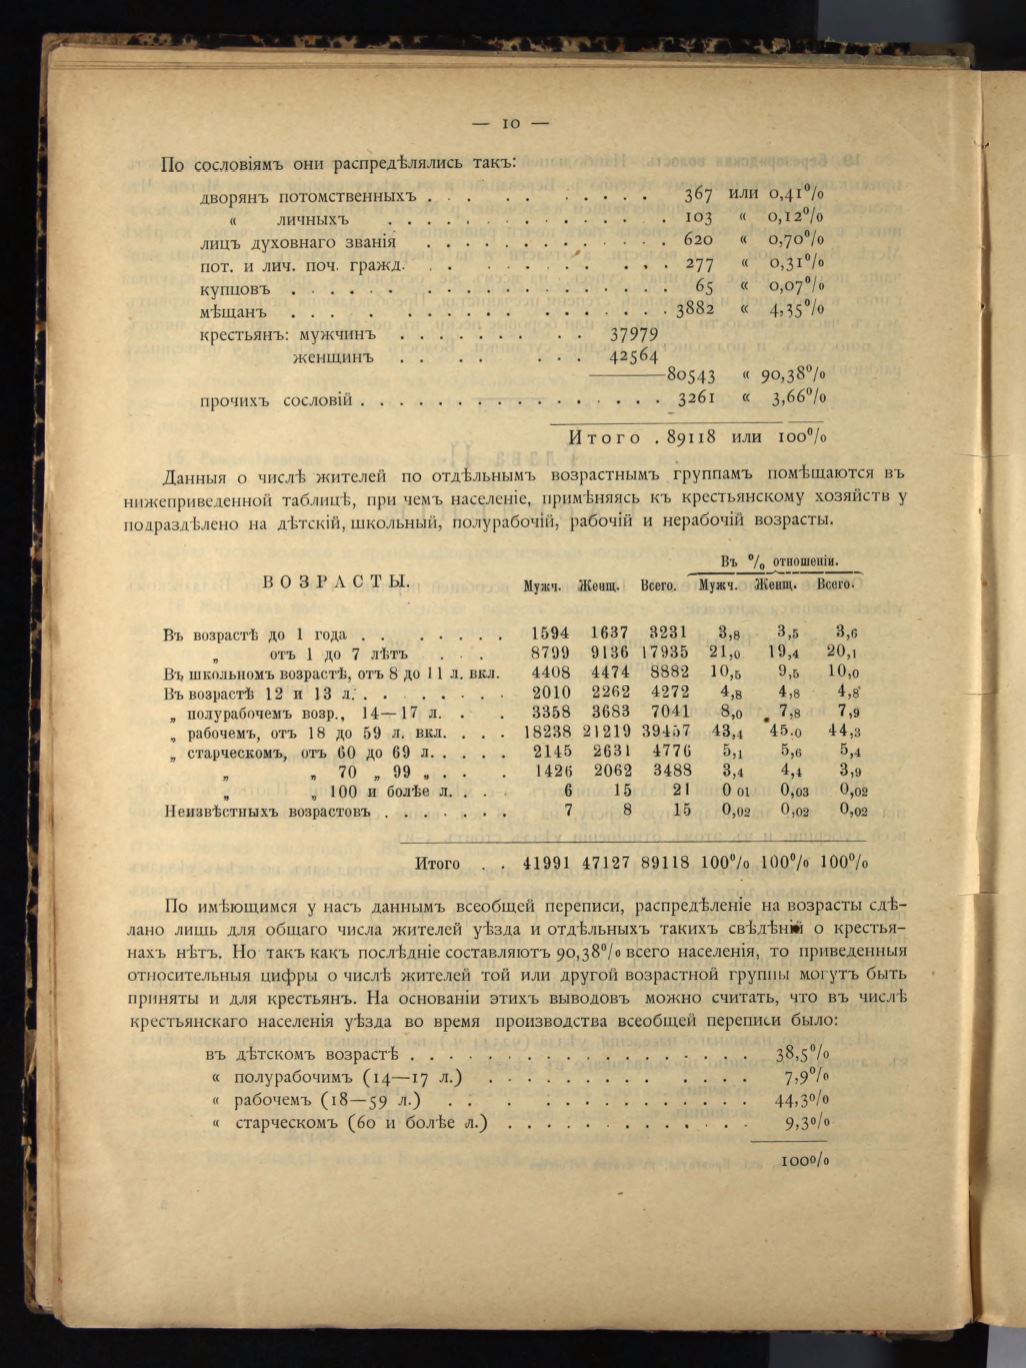 — 10 —
По сословіямъ они распредѣлялись такъ:
дворянъ потомственныхъ . . . . . . . . . . . 367 или 0,41%
« личныхъ . . . . . . . . . . . . . 103 « 0,12%
лицъ духовнаго званія . . . . . . . . . . . . 620 « 0,70%
пот. и лич. поч. гражд. . . . . . . . . . . . 277 « 0,31%
купцовъ . . . . . . . . . . . . . . . . 65 « 0,07%
мѣщанъ . . . . . . . . . . . . . . . . 3882 « 4,35%
крестьянъ: мужчинъ . . . . . . . . 37979
женщинъ . . . . . . . 42564
80543 « 90,38%
прочихъ сословій . . . . . . . . . . . . . . . . 3261 « 3,66%
Итого . 89118 или 100%
Данныя о числѣ жителей по отдѣльнымъ возрастнымъ группамъ помѣщаются въ
нижеприведенной таблицѣ, при чемъ населеніе, примѣняясь къ крестьянскому хозяйств у
подраздѣлено на дѣтскій, школьный, полурабочій, рабочій и нерабочій возрасты.
Въ % отношеніи.
ВОЗРАСТЫ. Мужч. Женщ. Всего. Мужч. Женщ. Всего.
Въ возрастѣ до 1 года . . . . . . . 1594 1637 3231 3,8 3,5 3,6
„ отъ 1 до 7 лѣтъ . . . 8799 9136 17935 21,0 19,4 20,1
Въ школьномъ возрастѣ, отъ 8 до 11 л. вкл. 4408 4474 8882 10,5 9,5 10,0
Въ возрастѣ 12 и 13 л. . . . . . . . . 2010 2262 4272 4,8 4,8 4,8
„ полурабочемъ возр., 14—17 л. . . 3358 3683 7041 8,0 7,8 7,9
„ рабочемъ, отъ 18 до 59 л. вкл. . . . 18238 21219 39457 43,4 45.0 44,3
„ старческомъ, отъ 60 до 69 л. . . . . 2145 2631 4776 5,1 5,6 5,4
„ „ 70 „ 99 „ . . . 1426 2062 3488 3,4 4,4 3,9
„ „ 100 и болѣе л. . . . 6 15 21 0 01 0,03 0,02
Неизвѣстныхъ возрастовъ . . . . . . . 7 8 15 0,02 0,02 0,02
Итого . . 41991 47127 89118 100% 100% 100%
По имѣющимся у насъ даннымъ всеобщей переписи, распредѣленіе на возрасты сдѣ-
лано лишь для общаго числа жителей уѣзда и отдѣльныхъ такихъ свѣдѣній о крестья-
нахъ нѣтъ. Но такъ какъ послѣдніе составляютъ 90,38% всего населенія, то приведенныя
относительныя цифры о числѣ жителей той или другой возрастной группы могутъ быть
приняты и для крестьянъ. На основаніи этихъ выводовъ можно считать, что въ числѣ
крестьянскаго населенія уѣзда во время производства всеобщей переписи было:
въ дѣтскомъ возрастѣ . . . . . . . . . . . . . . . . 38,5%
« полурабочимъ (14—17 л.) . . . . . . . . . . . . . 7,9%
« рабочемъ (18—59 л.) . . . . . . . . . . . . . . 44,3%
« старческомъ (60 и болѣе л.) . . . . . . . . . . . . . 9,3%
100%